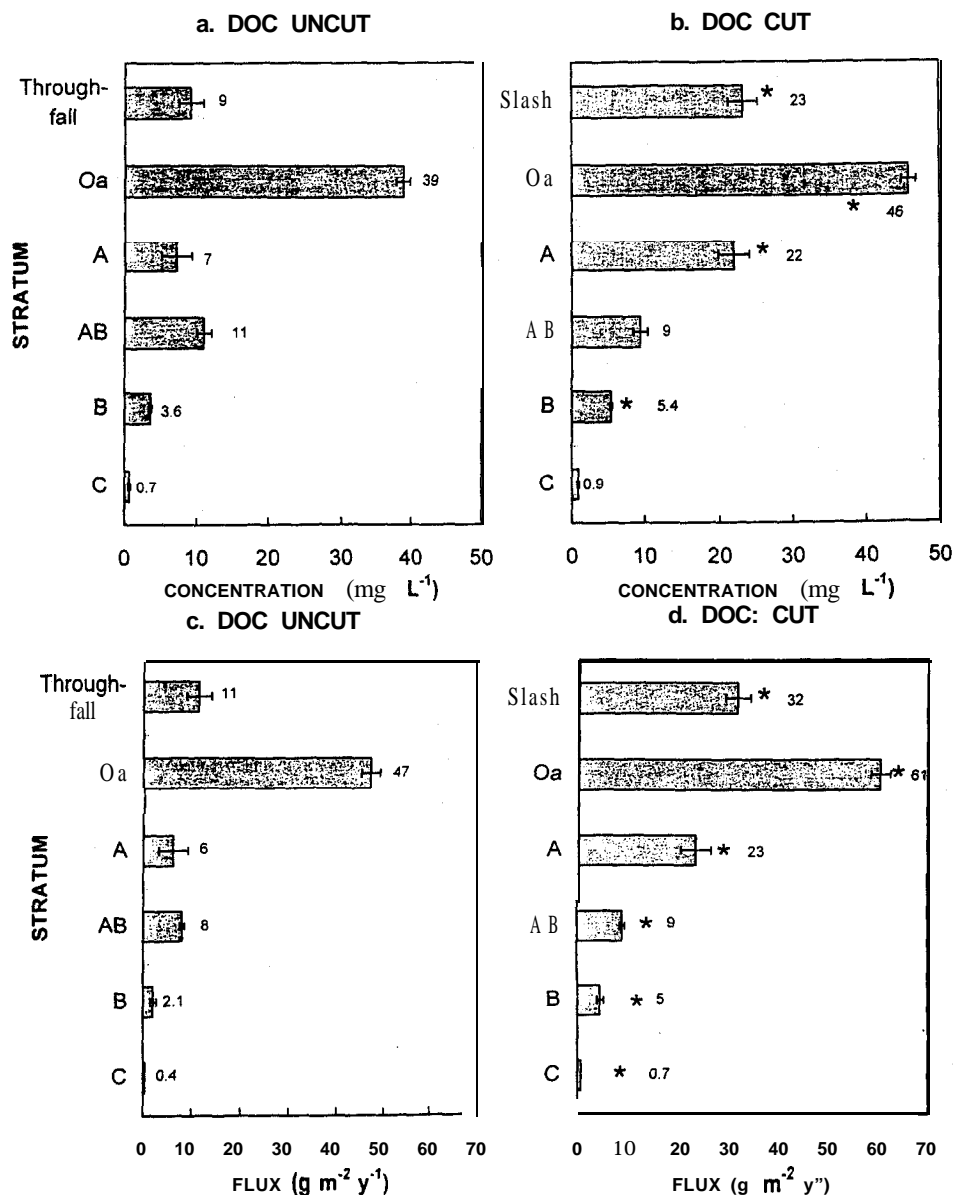 a. DOC UNCUT
Through-
fall
9
Oa
39
A
7
AB
11
B
3.6
C
0.7
STRATUM
0 10 20 30 40 50
CONCENTRATION (mg L⁻¹)
b. DOC CUT
Slash
* 23
Oa
* 46
A
* 22
AB
9
B
* 5.4
C
0.9
0 10 20 30 40 50
CONCENTRATION (mg L⁻¹)
c. DOC UNCUT
Through-
fall
11
Oa
47
A
6
AB
8
B
2.1
C
0.4
STRATUM
0 10 20 30 40 50 60 70
FLUX (g m⁻² y⁻¹)
d. DOC: CUT
Slash
* 32
Oa
* 61
A
* 23
AB
* 9
B
* 5
C
* 0.7
0 10 20 30 40 50 60 70
FLUX (g m⁻² y”)